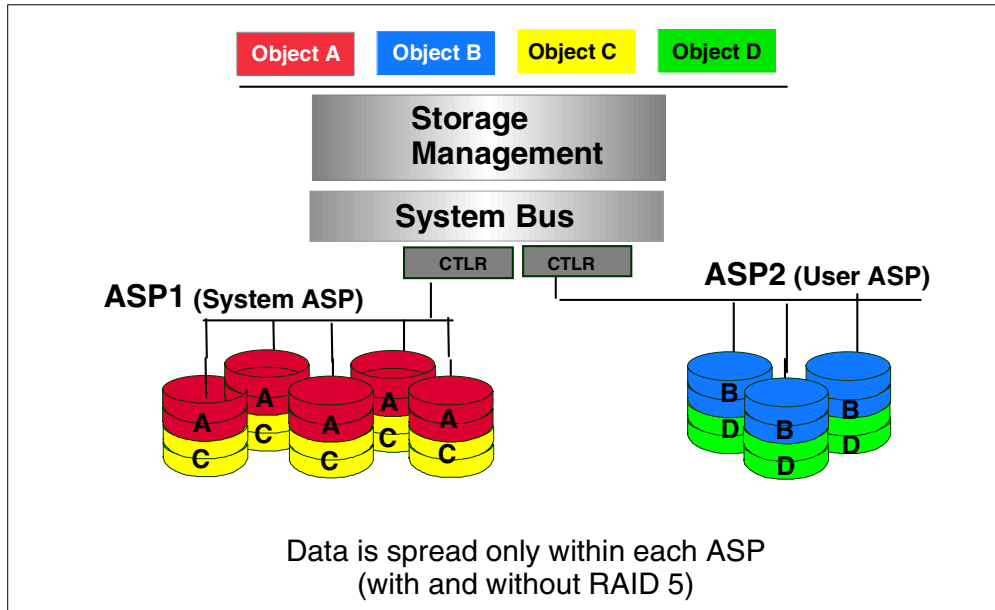 Object A Object B Object C Object D
Storage
Management
System Bus
CTLR CTLR
ASP1 (System ASP)
ASP2 (User ASP)
A A A A A
C C C C C
B B B
D D D
Data is spread only within each ASP
(with and without RAID 5)